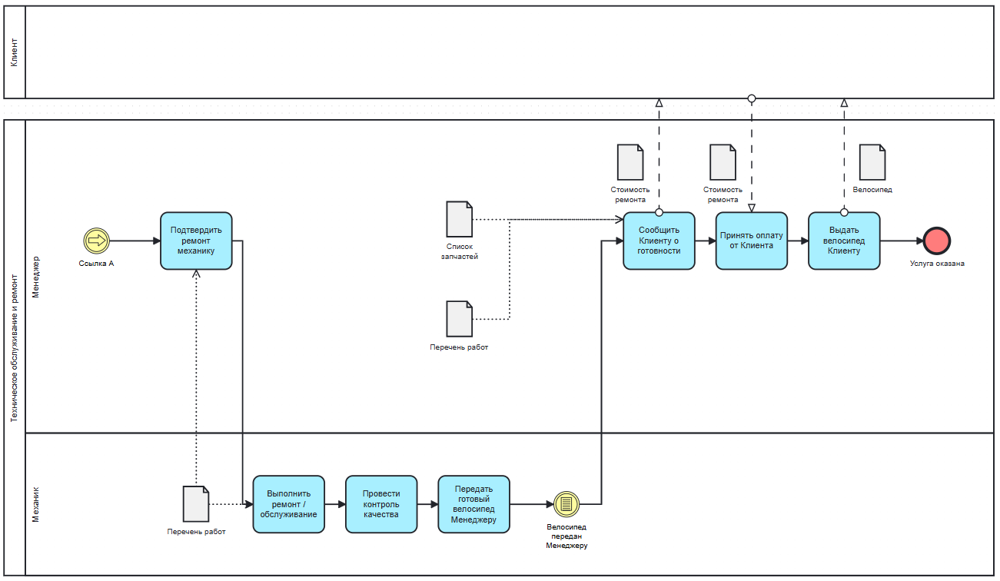 Клиент
Техническое обслуживание и ремонт
Менеджер
Механик
Стоимость
ремонта
Стоимость
ремонта
Велосипед
Ссылка А
Подтвердить
ремонт
механику
Список
запчастей
Перечень работ
Сообщить
Клиенту о
готовности
Принять оплату
от Клиента
Выдать
велосипед
Клиенту
Услуга оказана
Перечень работ
Выполнить
ремонт /
обслуживание
Провести
контроль
качества
Передать
готовый
велосипед
Менеджеру
Велосипед
передан
Менеджеру